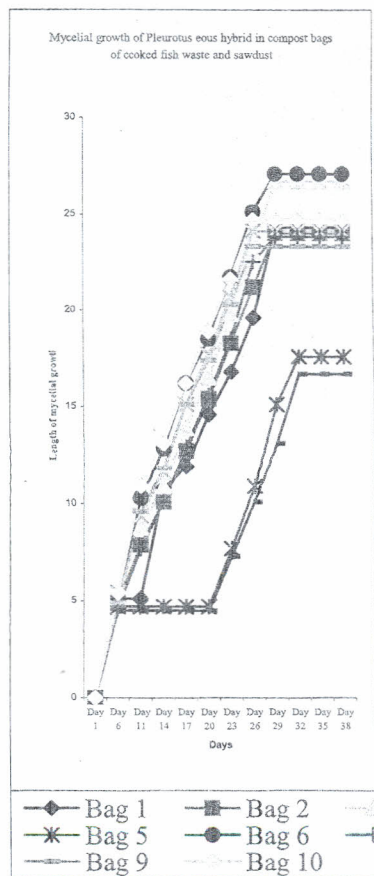 Mycelial growth of Pleurotus eous hybrid in compost bags
of cooked fish waste and sawdust
30
25
20
15
10
5
0
Length of mycelial growth
Day Day Day Day Day Day Day Day Day Day Day Day
1 6 11 14 17 20 23 26 29 32 35 38
Days
Bag 1 Bag 2
Bag 5 Bag 6
Bag 9 Bag 10